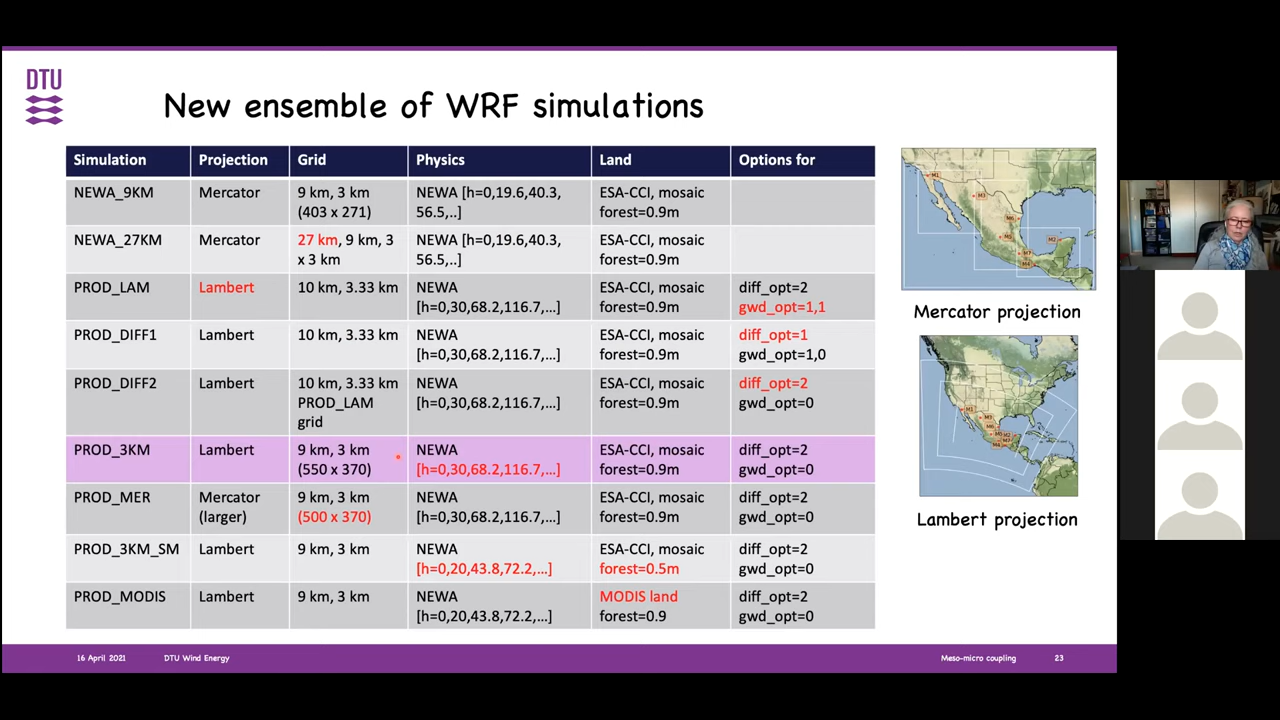 DTU
New ensemble of WRF simulations
Simulation Projection Grid Physics Land Options for
NEWA_9KM Mercator 9 km, 3 km NEWA [h=0,19.6,40.3, ESA-CCI, mosaic
(403 x 271) 56.5,..] forest=0.9m
NEWA_27KM Mercator 27 km, 9 km, 3 NEWA [h=0,19.6,40.3, ESA-CCI, mosaic
x 3 km 56.5,..] forest=0.9m
PROD_LAM Lambert 10 km, 3.33 km NEWA ESA-CCI, mosaic diff_opt=2
[h=0,30,68.2,116.7,...] forest=0.9m gwd_opt=1,1
PROD_DIFF1 Lambert 10 km, 3.33 km NEWA ESA-CCI, mosaic diff_opt=1
[h=0,30,68.2,116.7,...] forest=0.9m gwd_opt=1,0
PROD_DIFF2 Lambert 10 km, 3.33 km NEWA ESA-CCI, mosaic diff_opt=2
PROD_LAM [h=0,30,68.2,116.7,...] forest=0.9m gwd_opt=0
grid
PROD_3KM Lambert 9 km, 3 km NEWA ESA-CCI, mosaic diff_opt=2
(550 x 370) [h=0,30,68.2,116.7,...] forest=0.9m gwd_opt=0
PROD_MER Mercator 9 km, 3 km NEWA ESA-CCI, mosaic diff_opt=2
(larger) (500 x 370) [h=0,30,68.2,116.7,...] forest=0.9m gwd_opt=0
PROD_3KM_SM Lambert 9 km, 3 km NEWA ESA-CCI, mosaic diff_opt=2
[h=0,20,43.8,72.2,...] forest=0.5m gwd_opt=0
PROD_MODIS Lambert 9 km, 3 km NEWA MODIS land diff_opt=2
[h=0,20,43.8,72.2,...] forest=0.9 gwd_opt=0
Mercator projection
Lambert projection
16 April 2021 DTU Wind Energy Meso-micro coupling 23